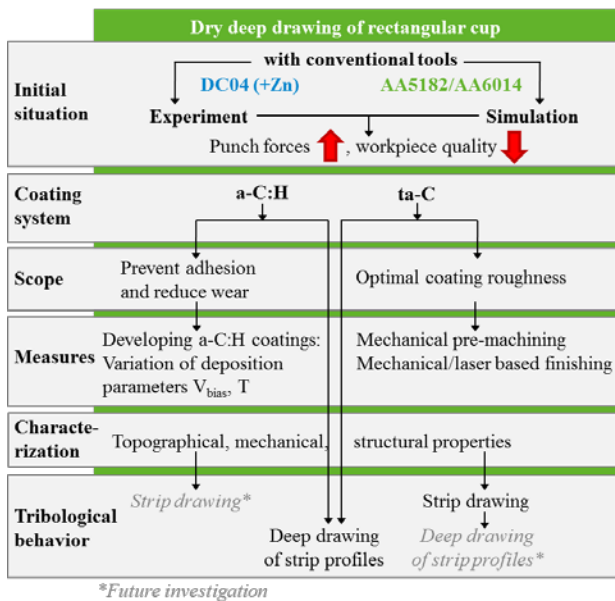 Dry deep drawing of rectangular cup
Initial situation
with conventional tools
DC04 (+Zn) AA5182/AA6014
Experiment Simulation
Punch forces , workpiece quality
Coating system
a-C:H ta-C
Scope
Prevent adhesion
and reduce wear
Optimal coating roughness
Measures
Developing a-C:H coatings:
Variation of deposition
parameters Vbias, T
Mechanical pre-machining
Mechanical/laser based finishing
Characte-
rization
Topographical, mechanical, structural properties
Tribological
behavior
Strip drawing*
Deep drawing
of strip profiles
Strip drawing
Deep drawing
of strip profiles*
*Future investigation